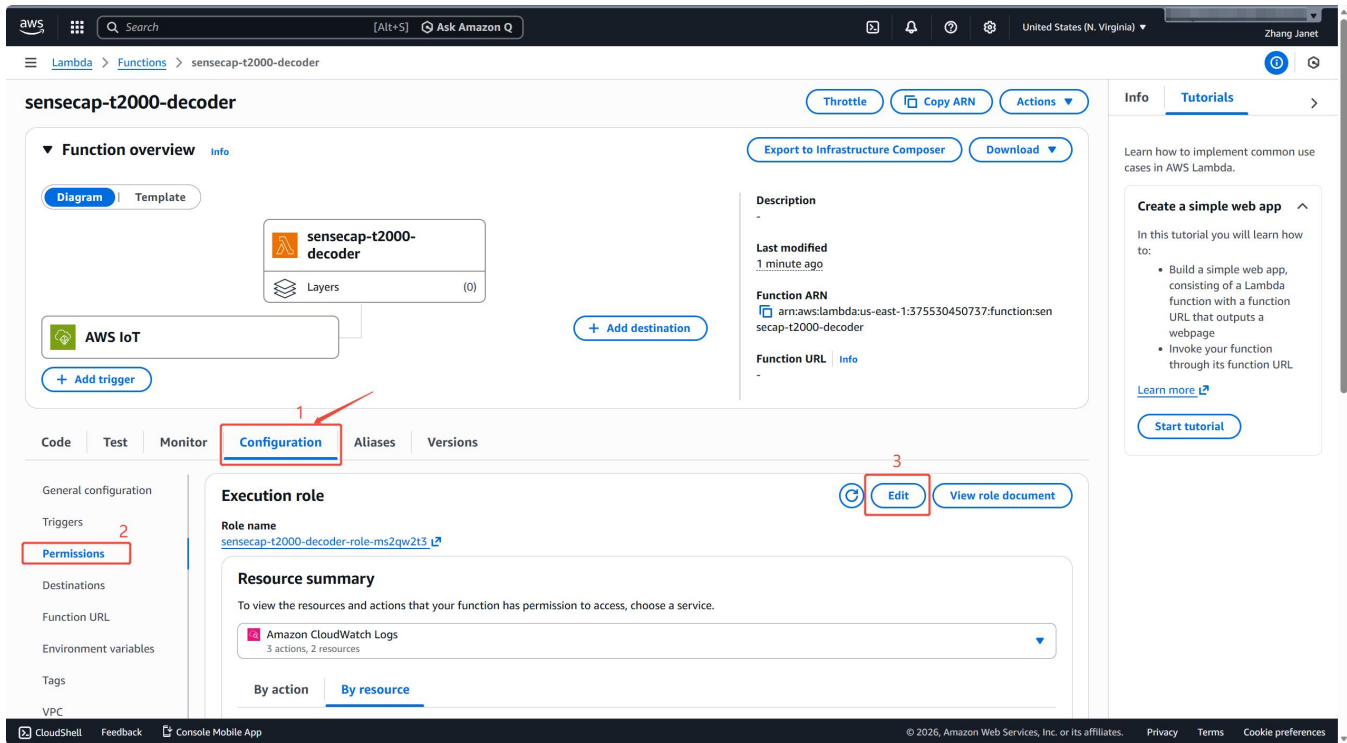 aws
Search [Alt+S] Ask Amazon Q
United States (N. Virginia) ▼
Zhang Janet
Lambda > Functions > sensecap-t2000-decoder
sensecap-t2000-decoder
Throttle Copy ARN Actions ▼
▼ Function overview Info
Export to Infrastructure Composer Download ▼
Diagram | Template
sensecap-t2000-
decoder
Layers (0)
AWS IoT
+ Add trigger
+ Add destination
Description
-
Last modified
1 minute ago
Function ARN
arn:aws:lambda:us-east-1:375530450737:function:sen
secap-t2000-decoder
Function URL Info
-
1
Code Test Monitor Configuration Aliases Versions
General configuration
Triggers
2
Permissions
Destinations
Function URL
Environment variables
Tags
VPC
Execution role
3
Edit View role document
Role name
sensecap-t2000-decoder-role-ms2qw2t3
Resource summary
To view the resources and actions that your function has permission to access, choose a service.
Amazon CloudWatch Logs
3 actions, 2 resources
By action By resource
Info Tutorials
Learn how to implement common use
cases in AWS Lambda.
Create a simple web app
In this tutorial you will learn how
to:
• Build a simple web app,
consisting of a Lambda
function with a function
URL that outputs a
webpage
• Invoke your function
through its function URL
Learn more
Start tutorial
CloudShell Feedback Console Mobile App
© 2026, Amazon Web Services, Inc. or its affiliates. Privacy Terms Cookie preferences